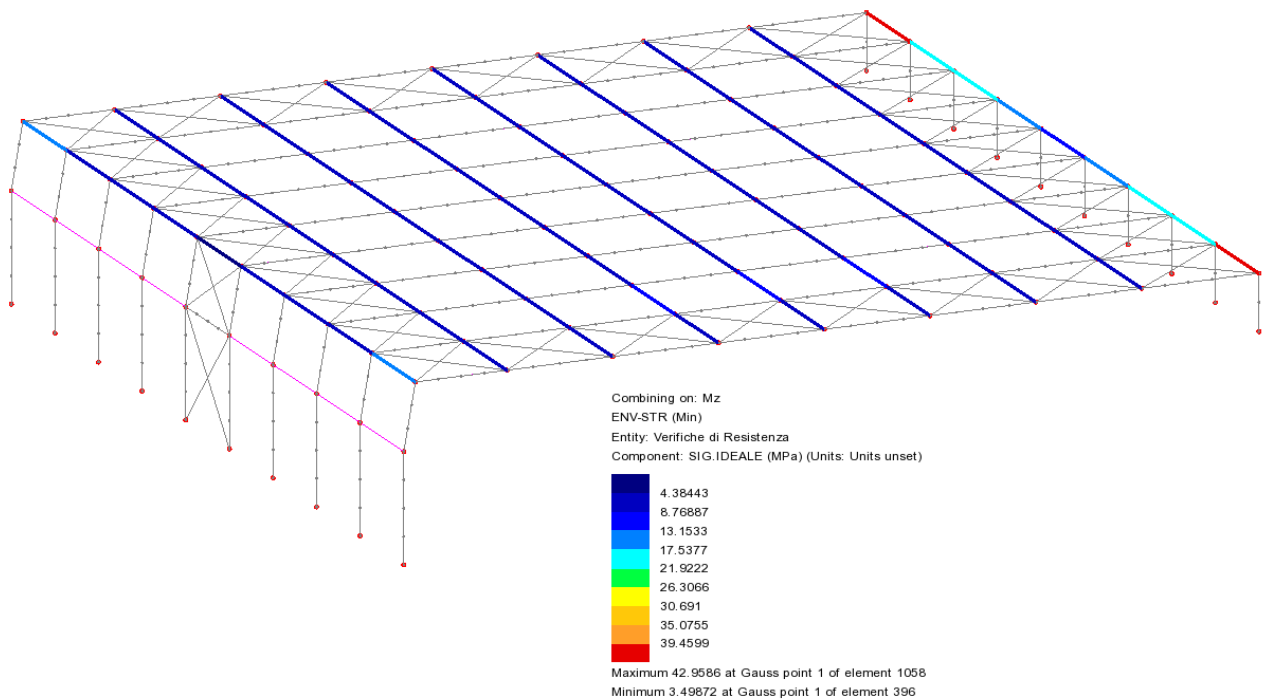 Combining on: Mz
ENV-STR (Min)
Entity: Verifiche di Resistenza
Component: SIG.IDEALE (MPa) (Units: Units unset)
4.38443
8.76887
13.1533
17.5377
21.9222
26.3066
30.691
35.0755
39.4599
Maximum 42.9586 at Gauss point 1 of element 1058
Minimum 3.49872 at Gauss point 1 of element 396